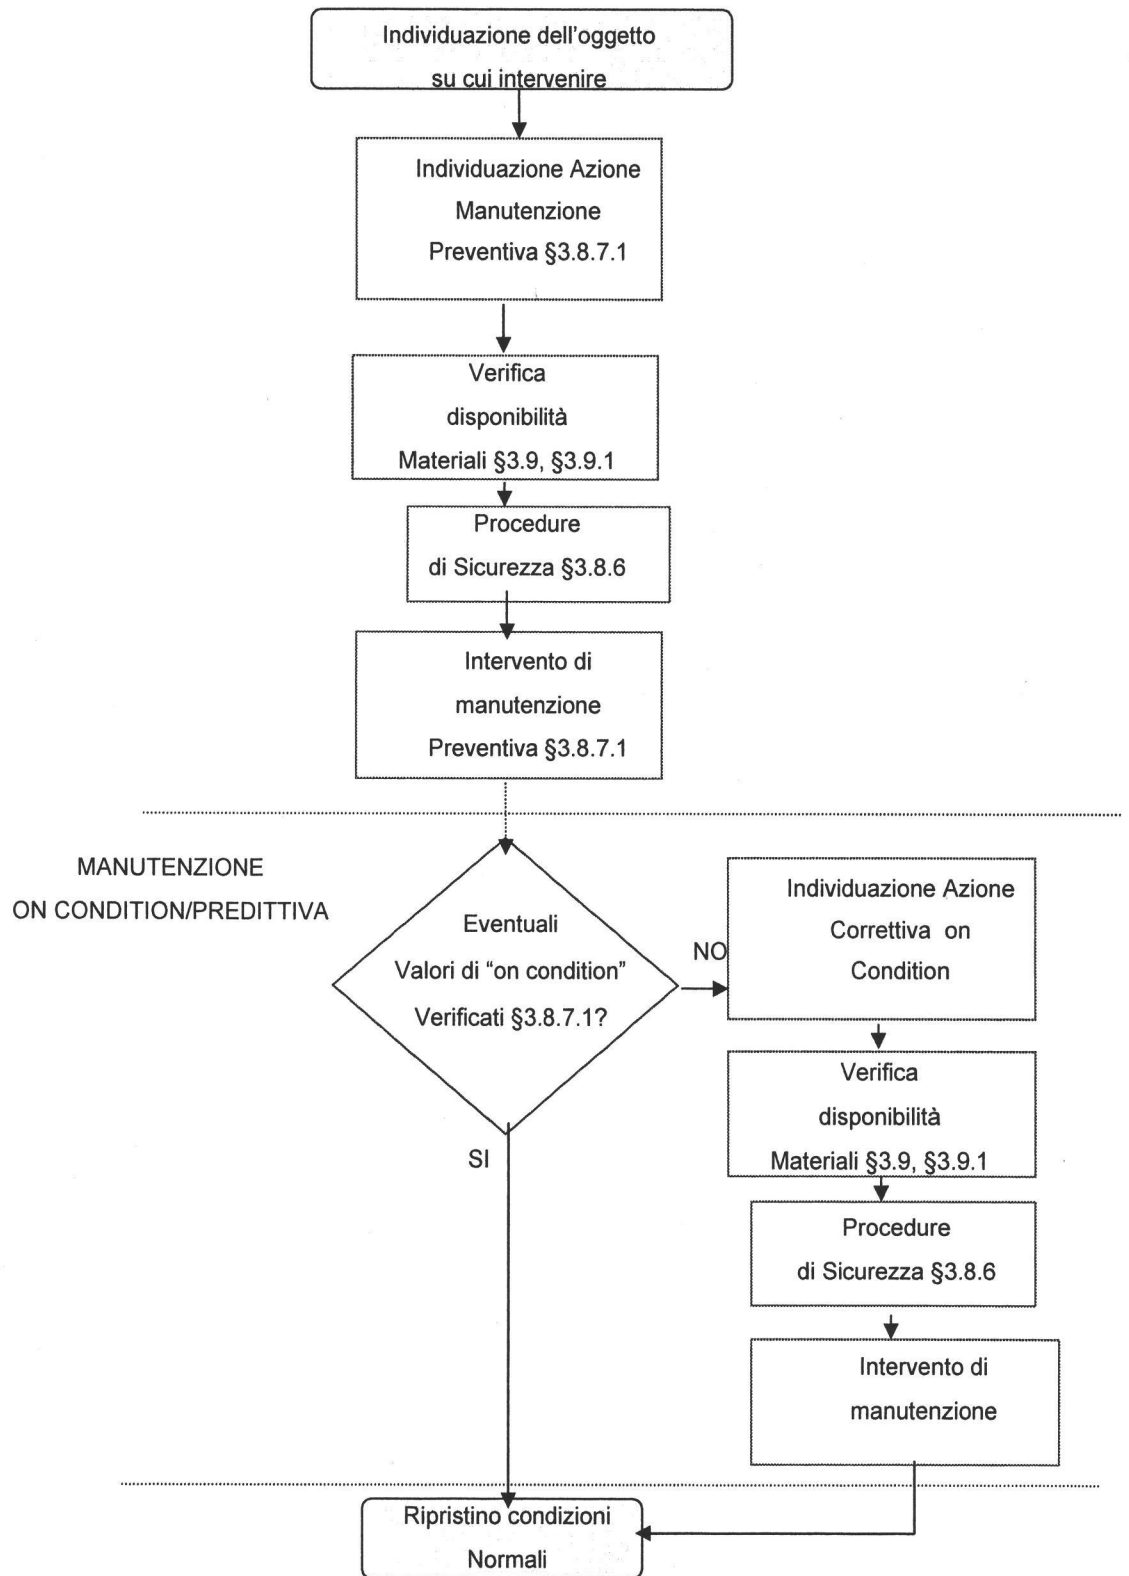 Individuazione dell'oggetto
su cui intervenire
Individuazione Azione
Manutenzione
Preventiva §3.8.7.1
Verifica
disponibilità
Materiali §3.9, §3.9.1
Procedure
di Sicurezza §3.8.6
Intervento di
manutenzione
Preventiva §3.8.7.1
MANUTENZIONE
ON CONDITION/PREDITTIVA
Eventuali
Valori di “on condition”
Verificati §3.8.7.1?
NO
SI
Individuazione Azione
Correttiva on
Condition
Verifica
disponibilità
Materiali §3.9, §3.9.1
Procedure
di Sicurezza §3.8.6
Intervento di
manutenzione
Ripristino condizioni
Normali